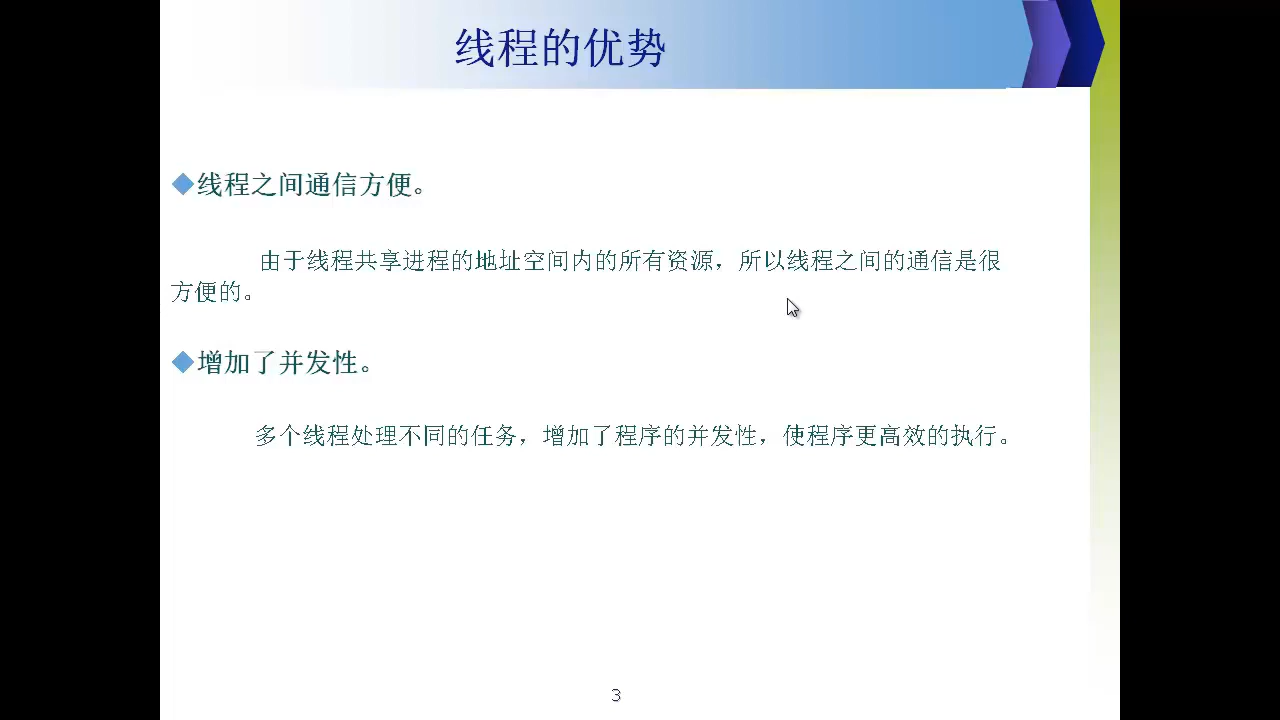 线程的优势
线程之间通信方便。
由于线程共享进程的地址空间内的所有资源，所以线程之间的通信是很
方便的。
增加了并发性。
多个线程处理不同的任务，增加了程序的并发性，使程序更高效的执行。
3